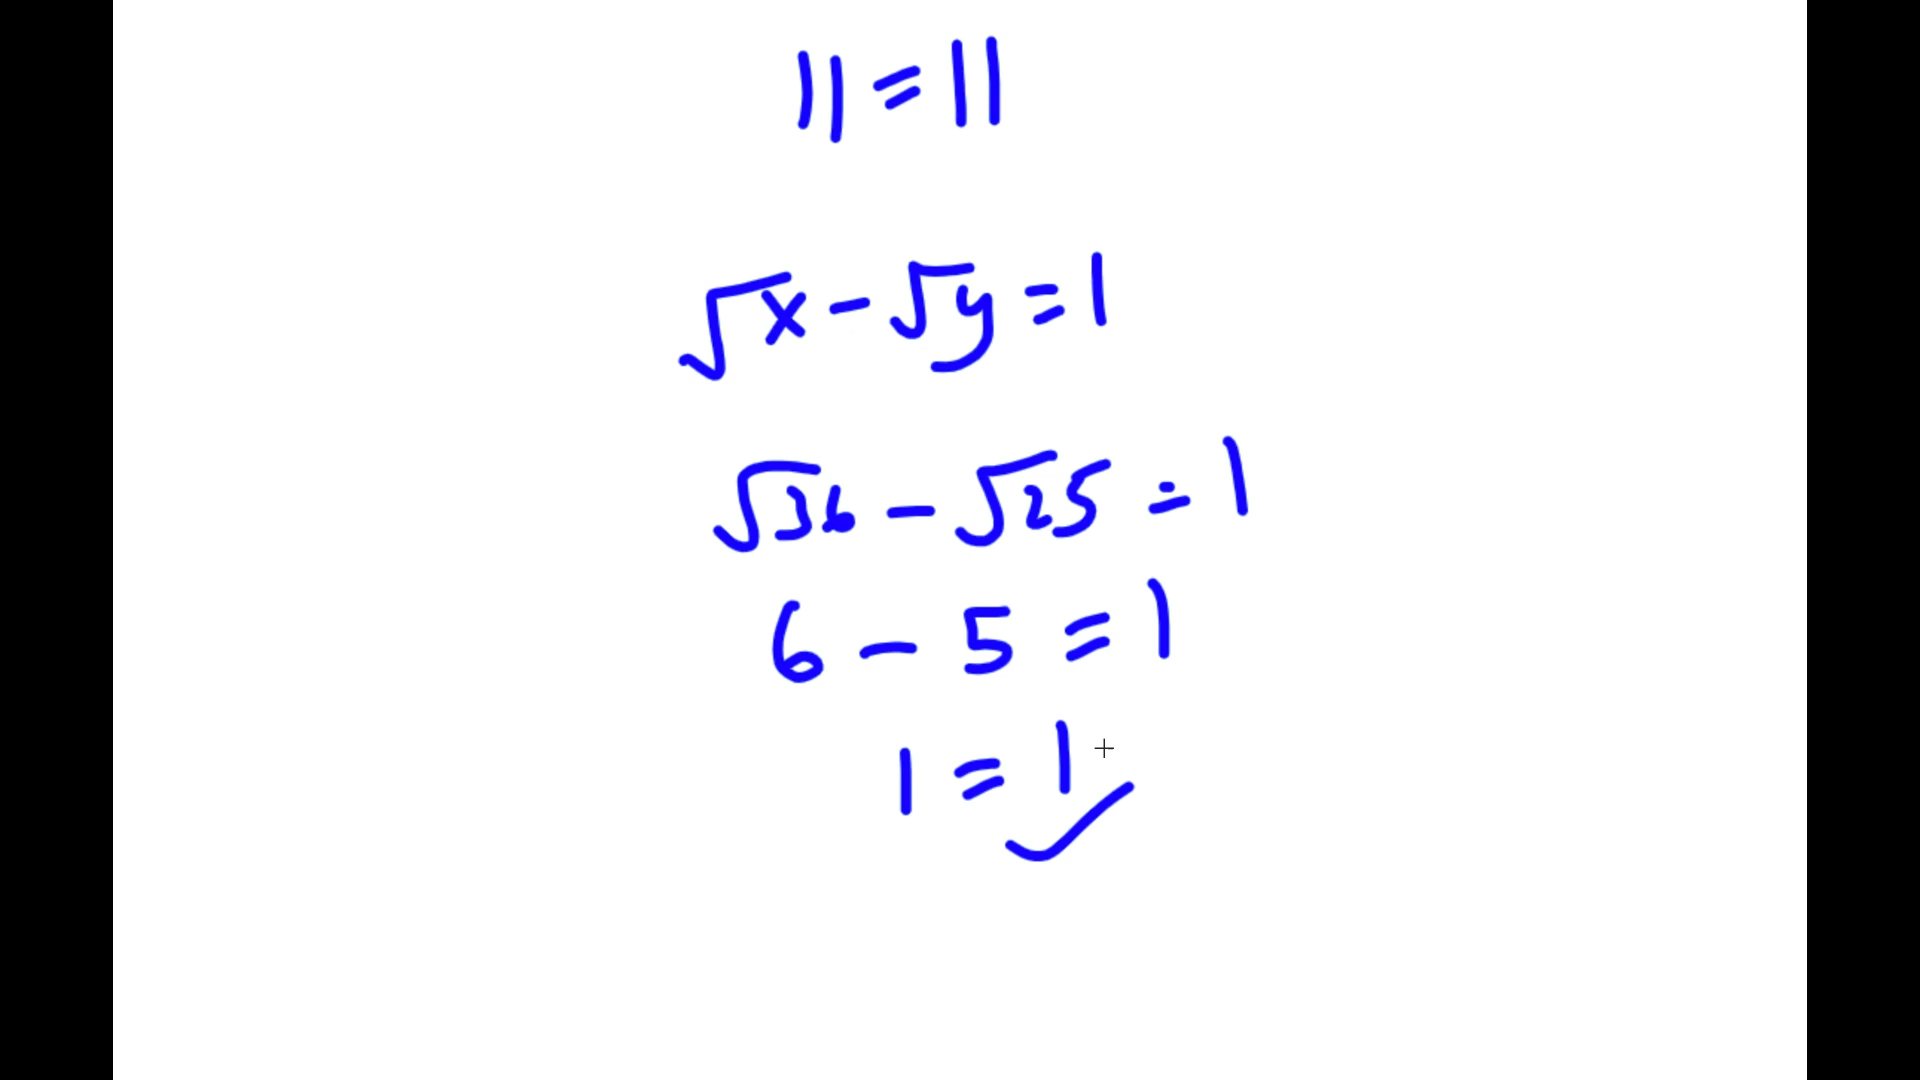 11 = 11
√x - √y = 1
√36 - √25 = 1
6 - 5 = 1
1 = 1 ✓